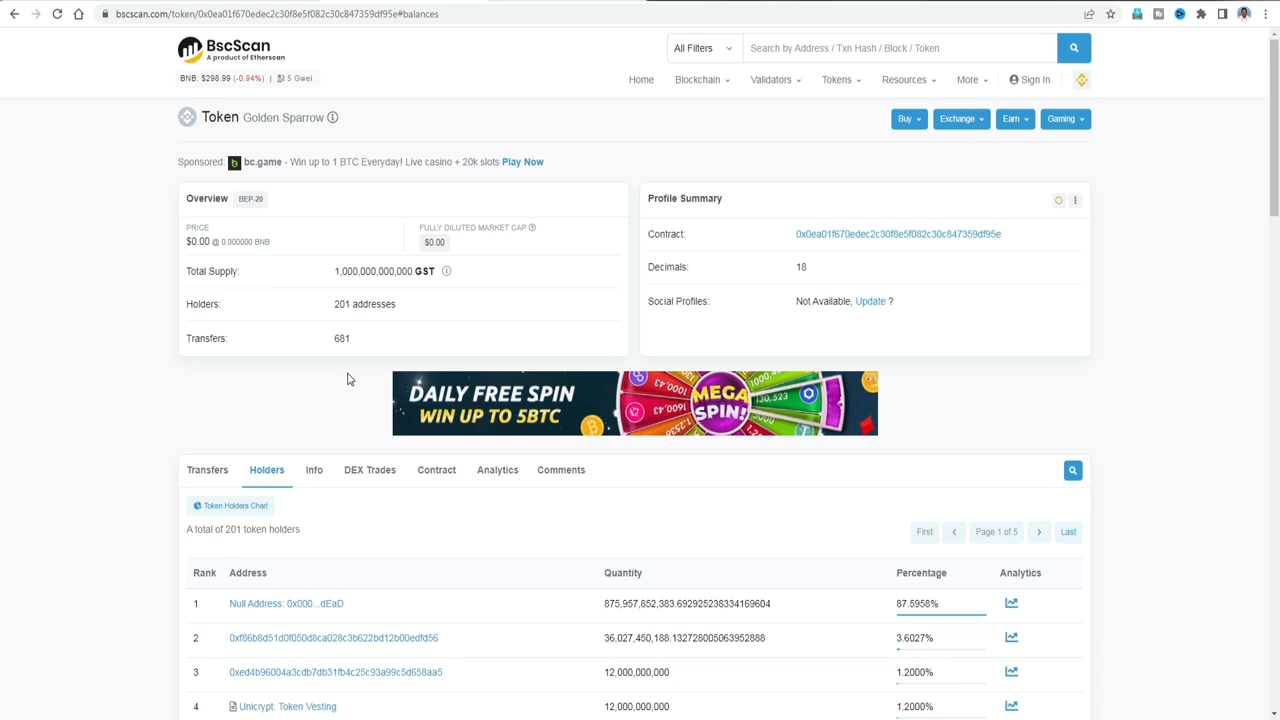 bscscan.com/token/0x0ea01f670edec2c30f8e5f082c30c847359df95e#balances
BscScan
A product of Etherscan
All Filters
Search by Address / Txn Hash / Block / Token
BNB: $298.99 (-0.94%) | 5 Gwei
Home Blockchain Validators Tokens Resources More Sign In
Token Golden Sparrow
Buy Exchange Earn Gaming
Sponsored: bc.game - Win up to 1 BTC Everyday! Live casino + 20k slots Play Now
Overview BEP-20
PRICE
$0.00 @ 0.000000 BNB
FULLY DILUTED MARKET CAP
$0.00
Total Supply: 1,000,000,000,000 GST
Holders: 201 addresses
Transfers: 681
Profile Summary
Contract: 0x0ea01f670edec2c30f8e5f082c30c847359df95e
Decimals: 18
Social Profiles: Not Available, Update ?
DAILY FREE SPIN
WIN UP TO 5BTC
MEGA
SPIN!
Transfers Holders Info DEX Trades Contract Analytics Comments
Token Holders Chart
A total of 201 token holders
First Page 1 of 5 Last
Rank Address Quantity Percentage Analytics
1 Null Address: 0x000...dEaD 875,957,852,383.692925238334169604 87.5958%
2 0xf86b8d51d0f050d8ca028c3b622bd12b00edfd56 36,027,450,188.132728005063952888 3.6027%
3 0xed4b96004a3cdb7db31fb4c25c93a99c5d658aa5 12,000,000,000 1.2000%
4 Unicrypt: Token Vesting 12,000,000,000 1.2000%